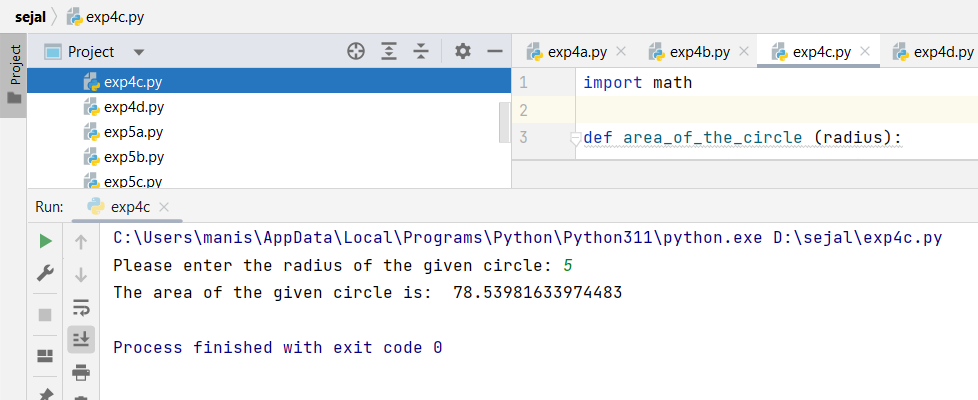 sejal exp4c.py
Project
Project
exp4c.py
exp4d.py
exp5a.py
exp5b.py
exp5c.py
exp4a.py exp4b.py exp4c.py exp4d.py
1 import math
2
3 def area_of_the_circle (radius):
Run: exp4c
C:\Users\manis\AppData\Local\Programs\Python\Python311\python.exe D:\sejal\exp4c.py
Please enter the radius of the given circle: 5
The area of the given circle is:  78.53981633974483
Process finished with exit code 0